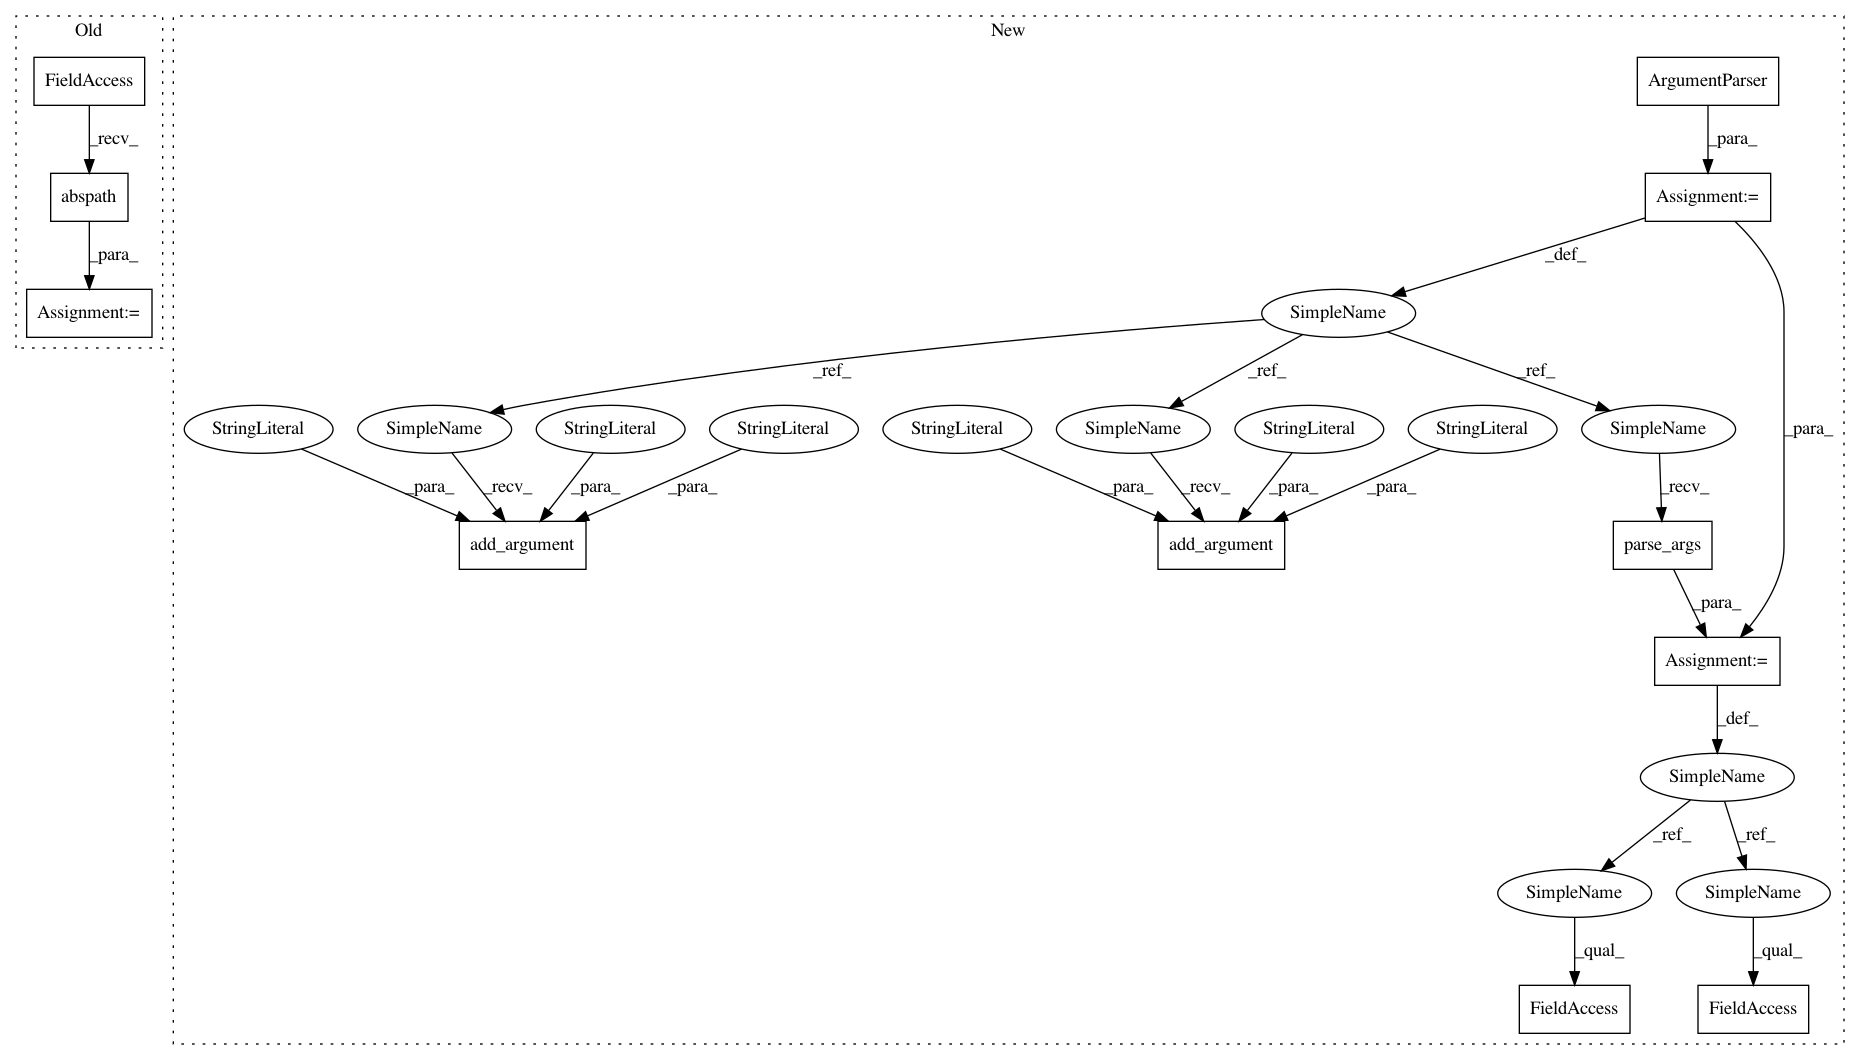 Old
New
FieldAccess
ArgumentParser
_recv_
_para_
abspath
Assignment:=
_para_
_def_
Assignment:=
SimpleName
_ref_
_ref_
_ref_
_para_
StringLiteral
SimpleName
StringLiteral
StringLiteral
StringLiteral
SimpleName
StringLiteral
StringLiteral
SimpleName
_para_
_recv_
_para_
_para_
_para_
_recv_
_para_
_para_
_recv_
add_argument
add_argument
parse_args
_para_
Assignment:=
_def_
SimpleName
_ref_
_ref_
SimpleName
SimpleName
_qual_
_qual_
FieldAccess
FieldAccess